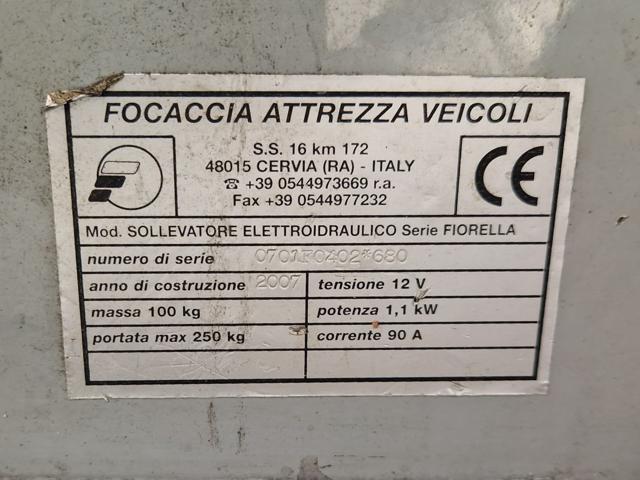 FOCACCIA ATTREZZA VEICOLI
S.S. 16 km 172
48015 CERVIA (RA) - ITALY
☎ +39 0544973669 r.a.
Fax +39 0544977232
CE
Mod. SOLLEVATORE ELETTROIDRAULICO Serie FIORELLA
numero di serie 0701F0402*680
anno di costruzione 2007 tensione 12 V
massa 100 kg potenza 1,1 kW
portata max 250 kg corrente 90 A